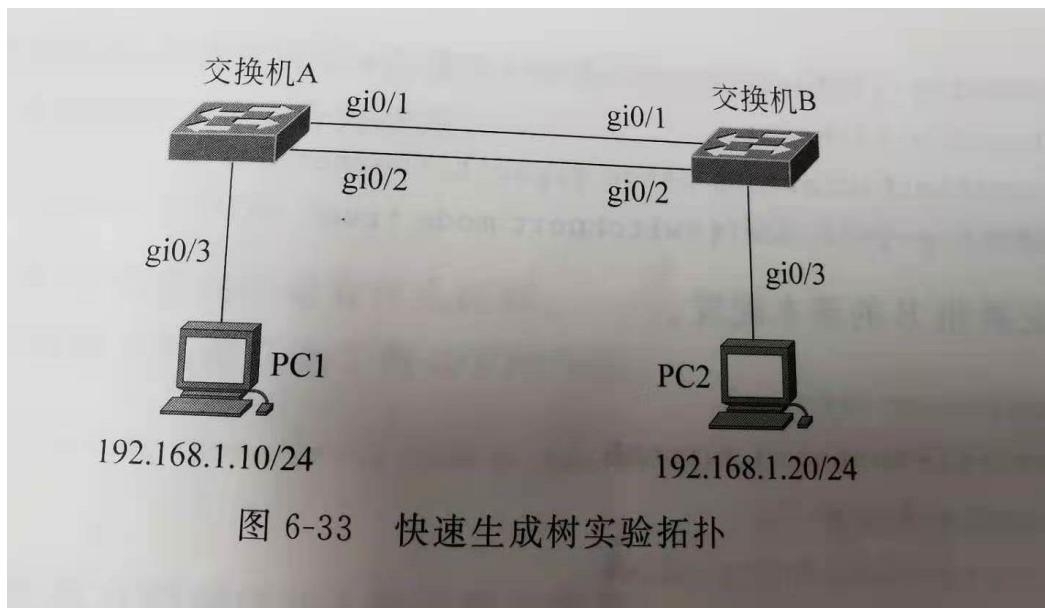 交换机A
交换机B
gi0/1
gi0/1
gi0/2
gi0/2
gi0/3
gi0/3
PC1
PC2
192.168.1.10/24
192.168.1.20/24
图 6-33 快速生成树实验拓扑